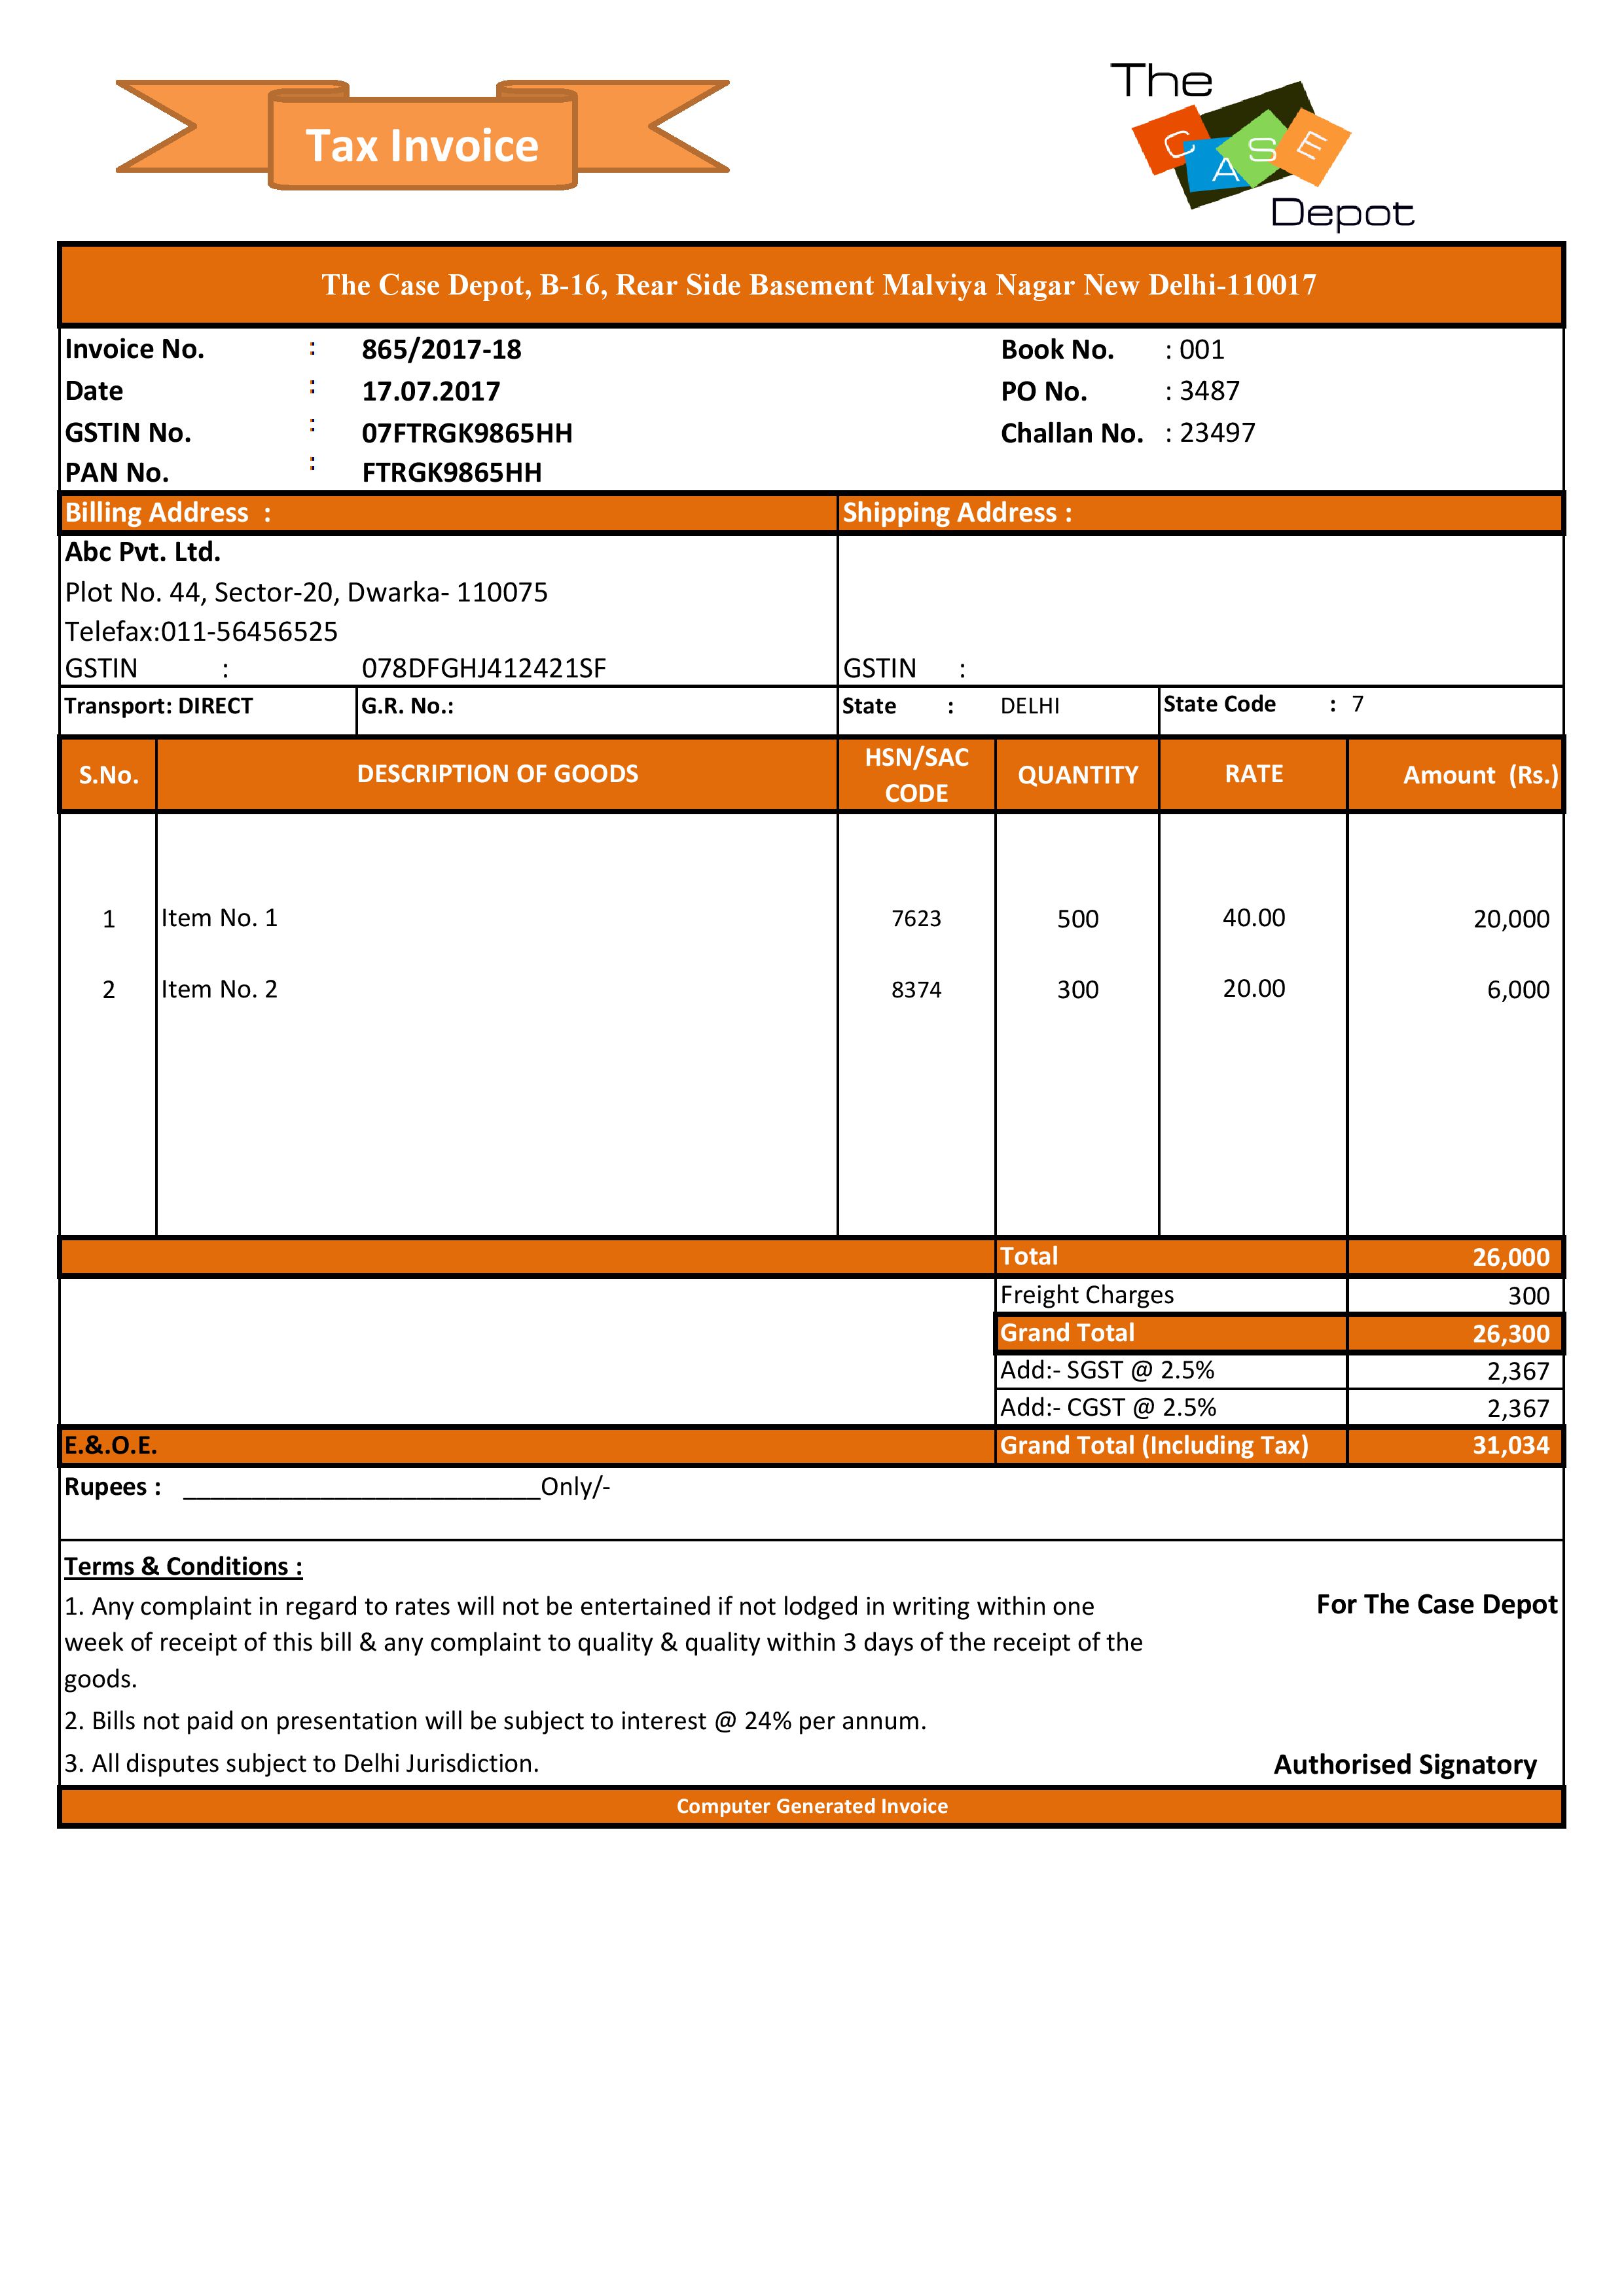 Tax Invoice
The
CASE
Depot
The Case Depot, B-16, Rear Side Basement Malviya Nagar New Delhi-110017
Invoice No. : 865/2017-18 Book No. : 001
Date : 17.07.2017 PO No. : 3487
GSTIN No. : 07FTRGK9865HH Challan No. : 23497
PAN No. : FTRGK9865HH
Billing Address : Shipping Address :
Abc Pvt. Ltd.
Plot No. 44, Sector-20, Dwarka- 110075
Telefax:011-56456525
GSTIN : 078DFGHJ412421SF GSTIN :
Transport: DIRECT G.R. No.: State : DELHI State Code : 7
S.No. DESCRIPTION OF GOODS HSN/SAC CODE QUANTITY RATE Amount (Rs.)
1 Item No. 1 7623 500 40.00 20,000
2 Item No. 2 8374 300 20.00 6,000
Total 26,000
Freight Charges 300
Grand Total 26,300
Add:- SGST @ 2.5% 2,367
Add:- CGST @ 2.5% 2,367
E.&.O.E. Grand Total (Including Tax) 31,034
Rupees : __________________________Only/-
Terms & Conditions :
1. Any complaint in regard to rates will not be entertained if not lodged in writing within one
week of receipt of this bill & any complaint to quality & quality within 3 days of the receipt of the
goods.
For The Case Depot
2. Bills not paid on presentation will be subject to interest @ 24% per annum.
3. All disputes subject to Delhi Jurisdiction.
Authorised Signatory
Computer Generated Invoice